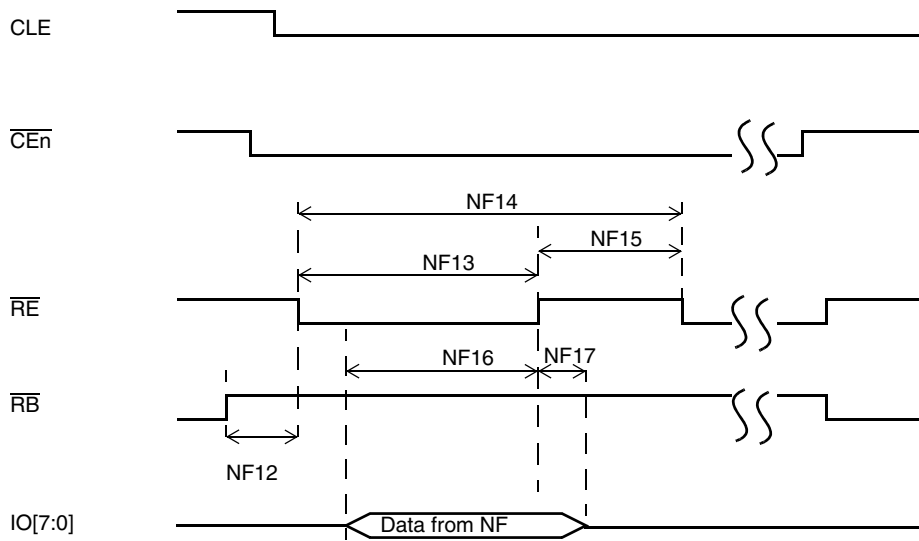 CLE
CEn
NF14
NF15
NF13
RE
NF16
NF17
RB
NF12
IO[7:0]
Data from NF